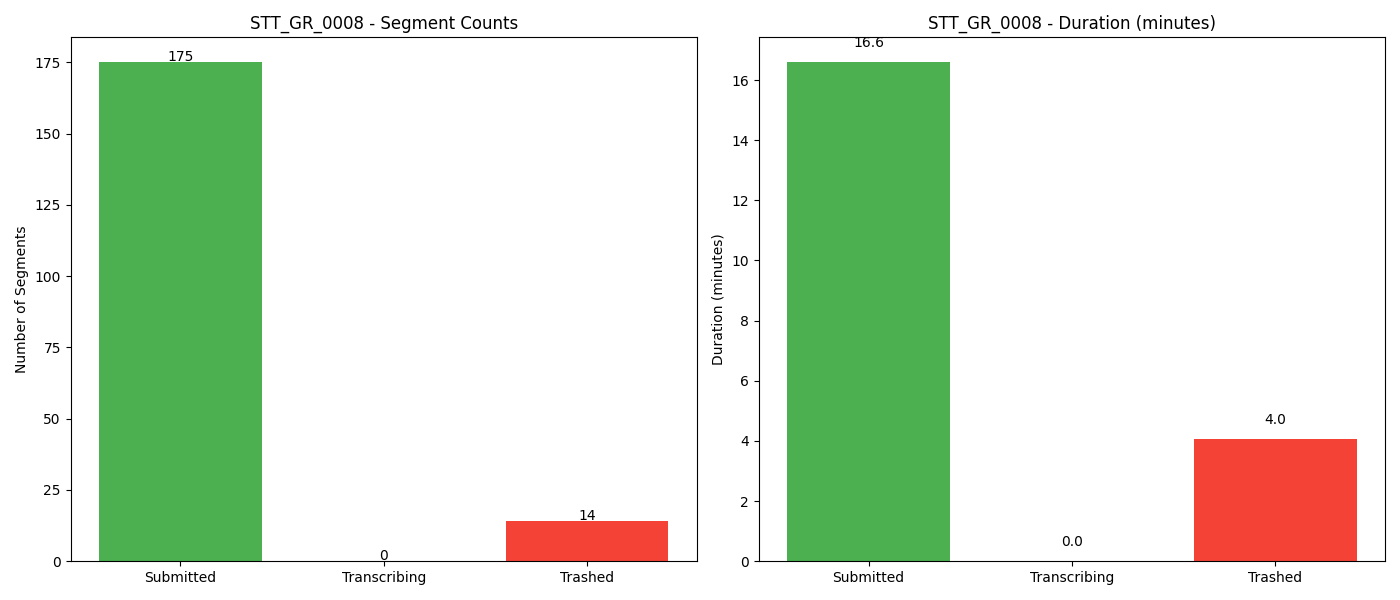 STT_GR_0008 - Segment Counts
Number of Segments
175
150
125
100
75
50
25
0
175
0
14
Submitted
Transcribing
Trashed
STT_GR_0008 - Duration (minutes)
Duration (minutes)
16
14
12
10
8
6
4
2
0
16.6
0.0
4.0
Submitted
Transcribing
Trashed